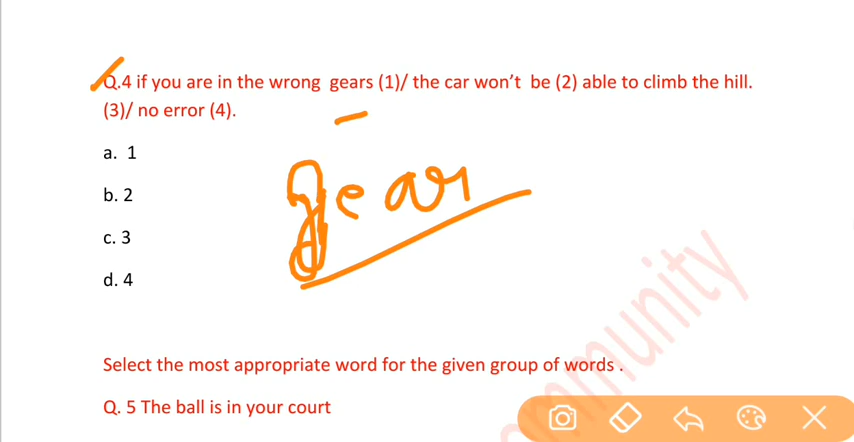 Q.4 if you are in the wrong gears (1)/ the car won't be (2) able to climb the hill.
(3)/ no error (4).
a. 1
gear
b. 2
c. 3
d. 4
Select the most appropriate word for the given group of words .
Q. 5 The ball is in your court